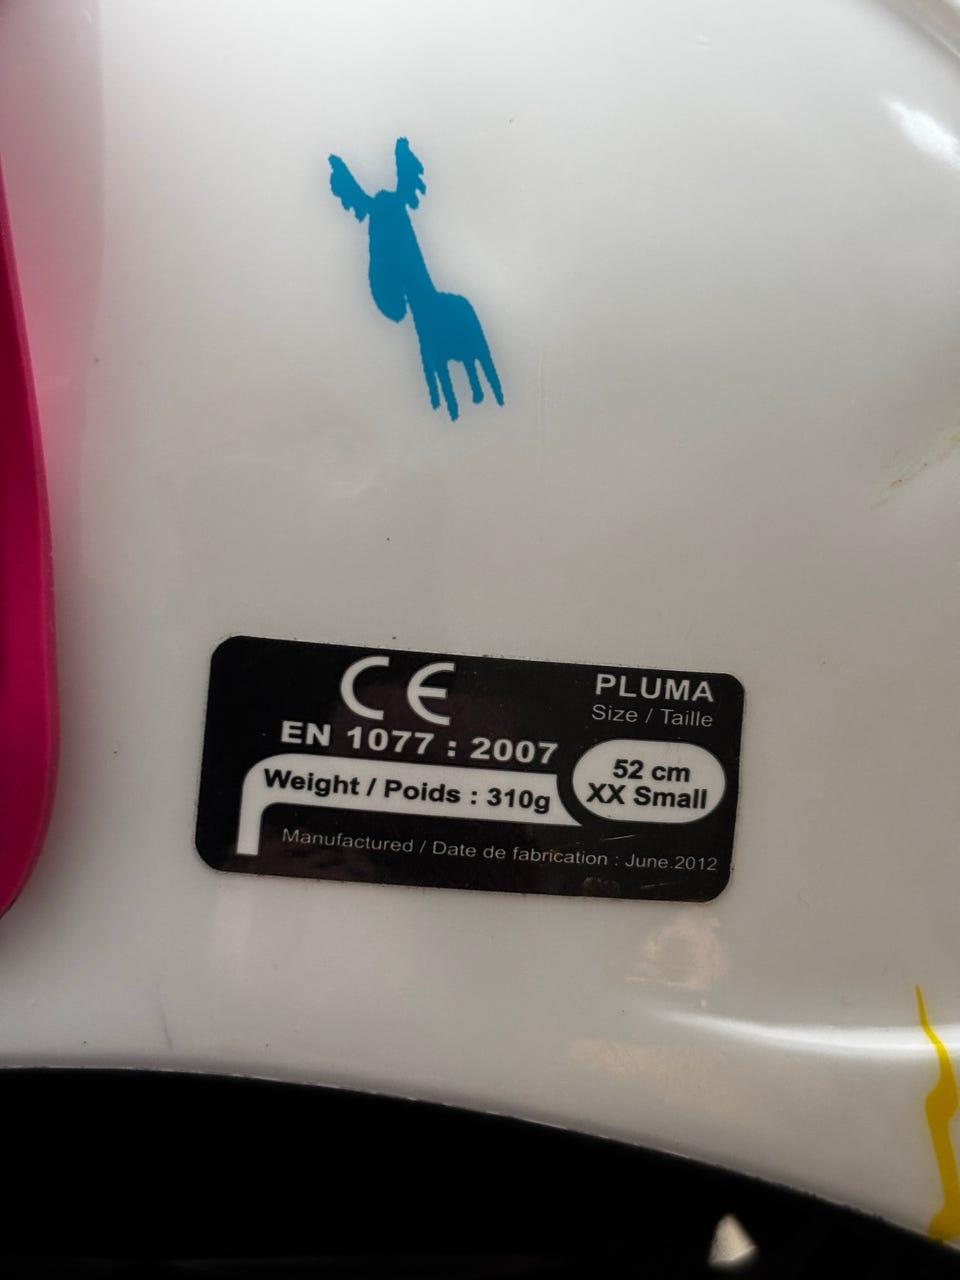 CE
EN 1077 : 2007
Weight / Poids : 310g
PLUMA
Size / Taille
52 cm
XX Small
Manufactured / Date de fabrication : June.2012